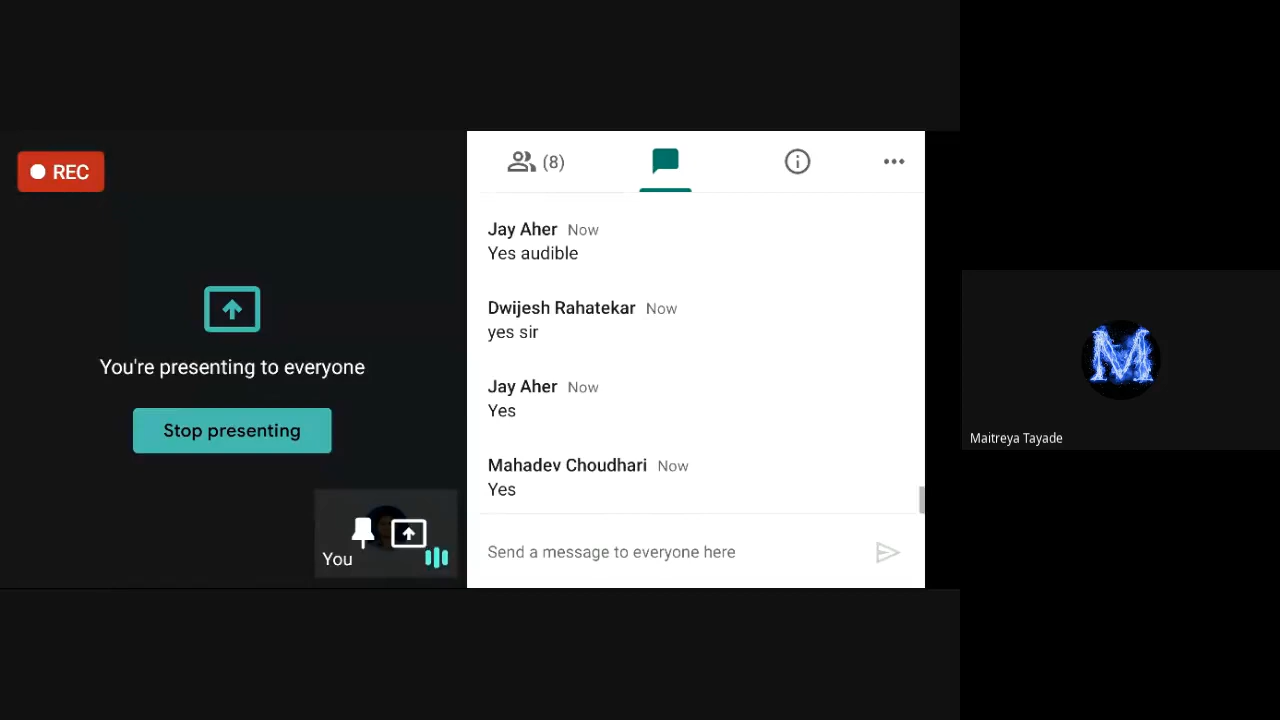 REC
You're presenting to everyone
Stop presenting
You
(8)
Jay Aher Now
Yes audible
Dwijesh Rahatekar Now
yes sir
Jay Aher Now
Yes
Mahadev Choudhari Now
Yes
Send a message to everyone here
M
Maitreya Tayade